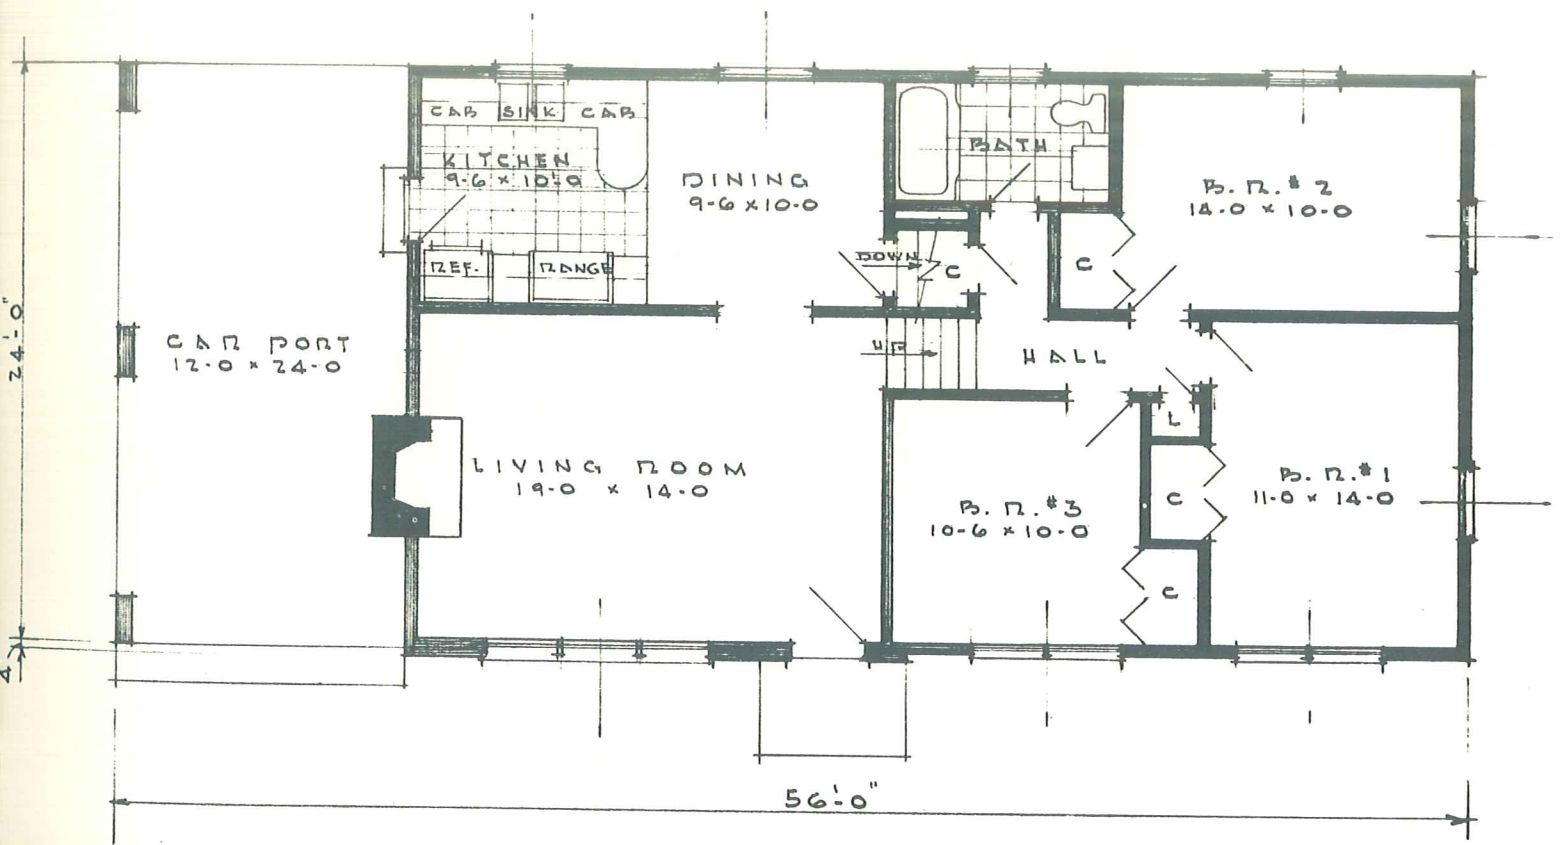 CAB SINK CAB
KITCHEN
9-6 x 10-0
REF.
RANGE
DINING
9-6 x 10-0
BATH
B. R. #2
14-0 x 10-0
DOWN
C
C
24'-0"
CAR PORT
12-0 x 24-0
UP
HALL
L
LIVING ROOM
19-0 x 14-0
B. R. #3
10-6 x 10-0
C
B. R. #1
11-0 x 14-0
C
4
56'-0"